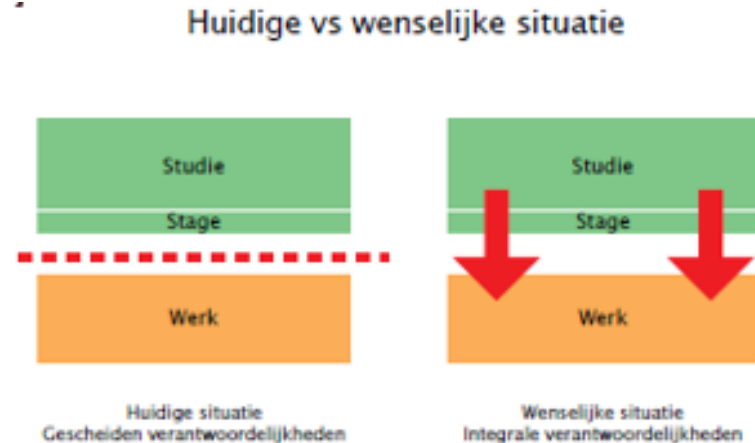 Huidige vs wenselijke situatie
Studie
Stage
Werk
Huidige situatie
Gescheiden verantwoordelijkheden
Studie
Stage
Werk
Wenselijke situatie
Integrale verantwoordelijkheden